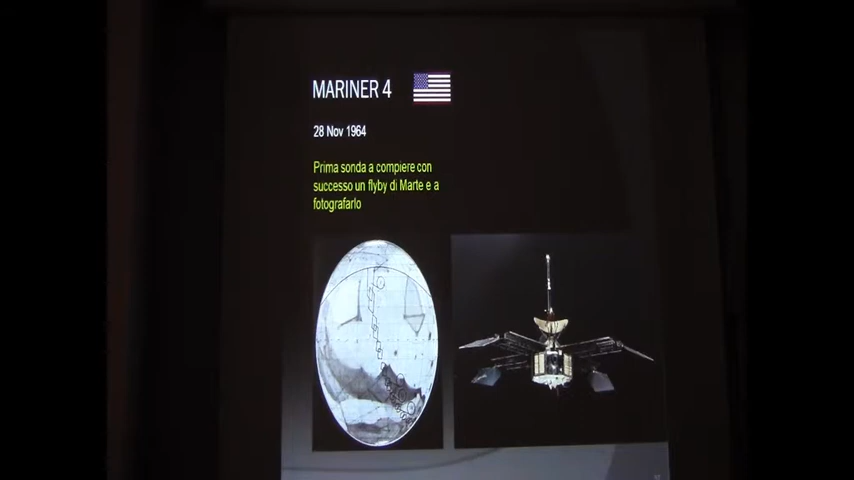 MARINER 4
28 Nov 1964
Prima sonda a compiere con
successo un flyby di Marte e a
fotografarlo